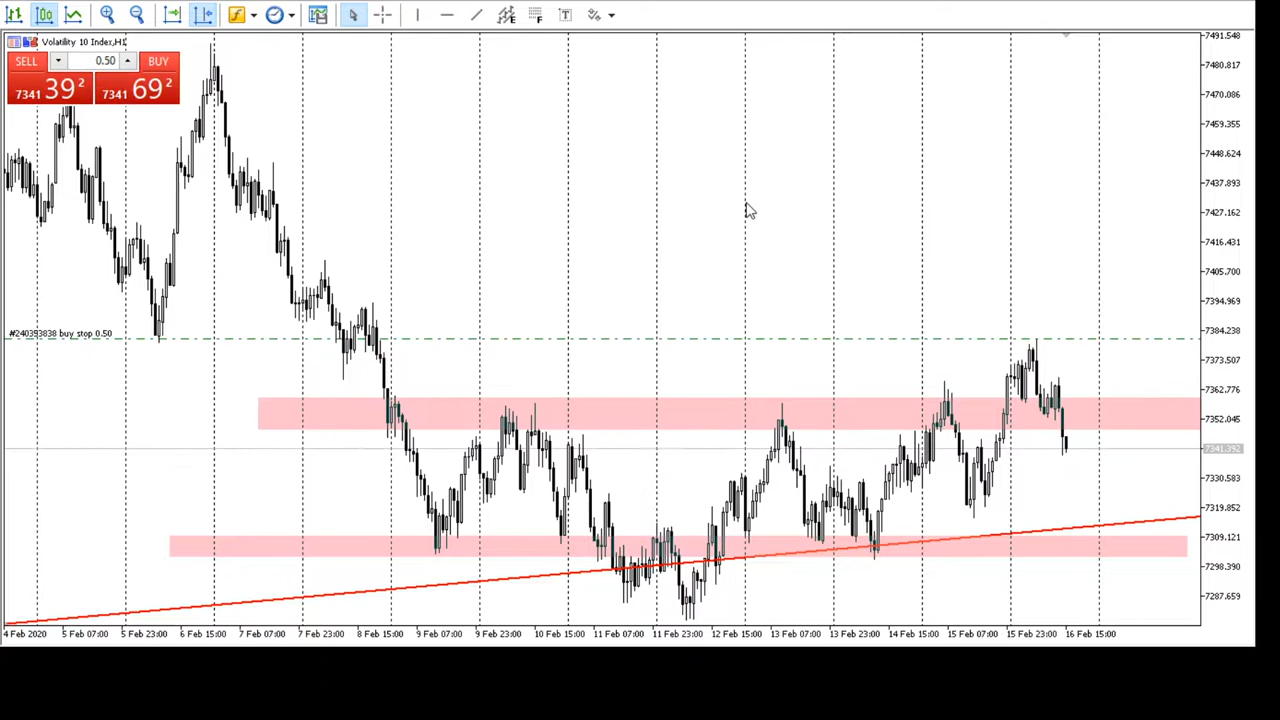 E
F
T
Volatility 10 Index,H1
SELL
0.50
BUY
7341 39 2
7341 69 2
#240393838 buy stop 0.50
7491.548
7480.817
7470.086
7459.355
7448.624
7437.893
7427.162
7416.431
7405.700
7394.969
7384.238
7373.507
7362.776
7352.045
7341.392
7330.583
7319.852
7309.121
7298.390
7287.659
4 Feb 2020
5 Feb 07:00
5 Feb 23:00
6 Feb 15:00
7 Feb 07:00
7 Feb 23:00
8 Feb 15:00
9 Feb 07:00
9 Feb 23:00
10 Feb 15:00
11 Feb 07:00
11 Feb 23:00
12 Feb 15:00
13 Feb 07:00
13 Feb 23:00
14 Feb 15:00
15 Feb 07:00
15 Feb 23:00
16 Feb 15:00